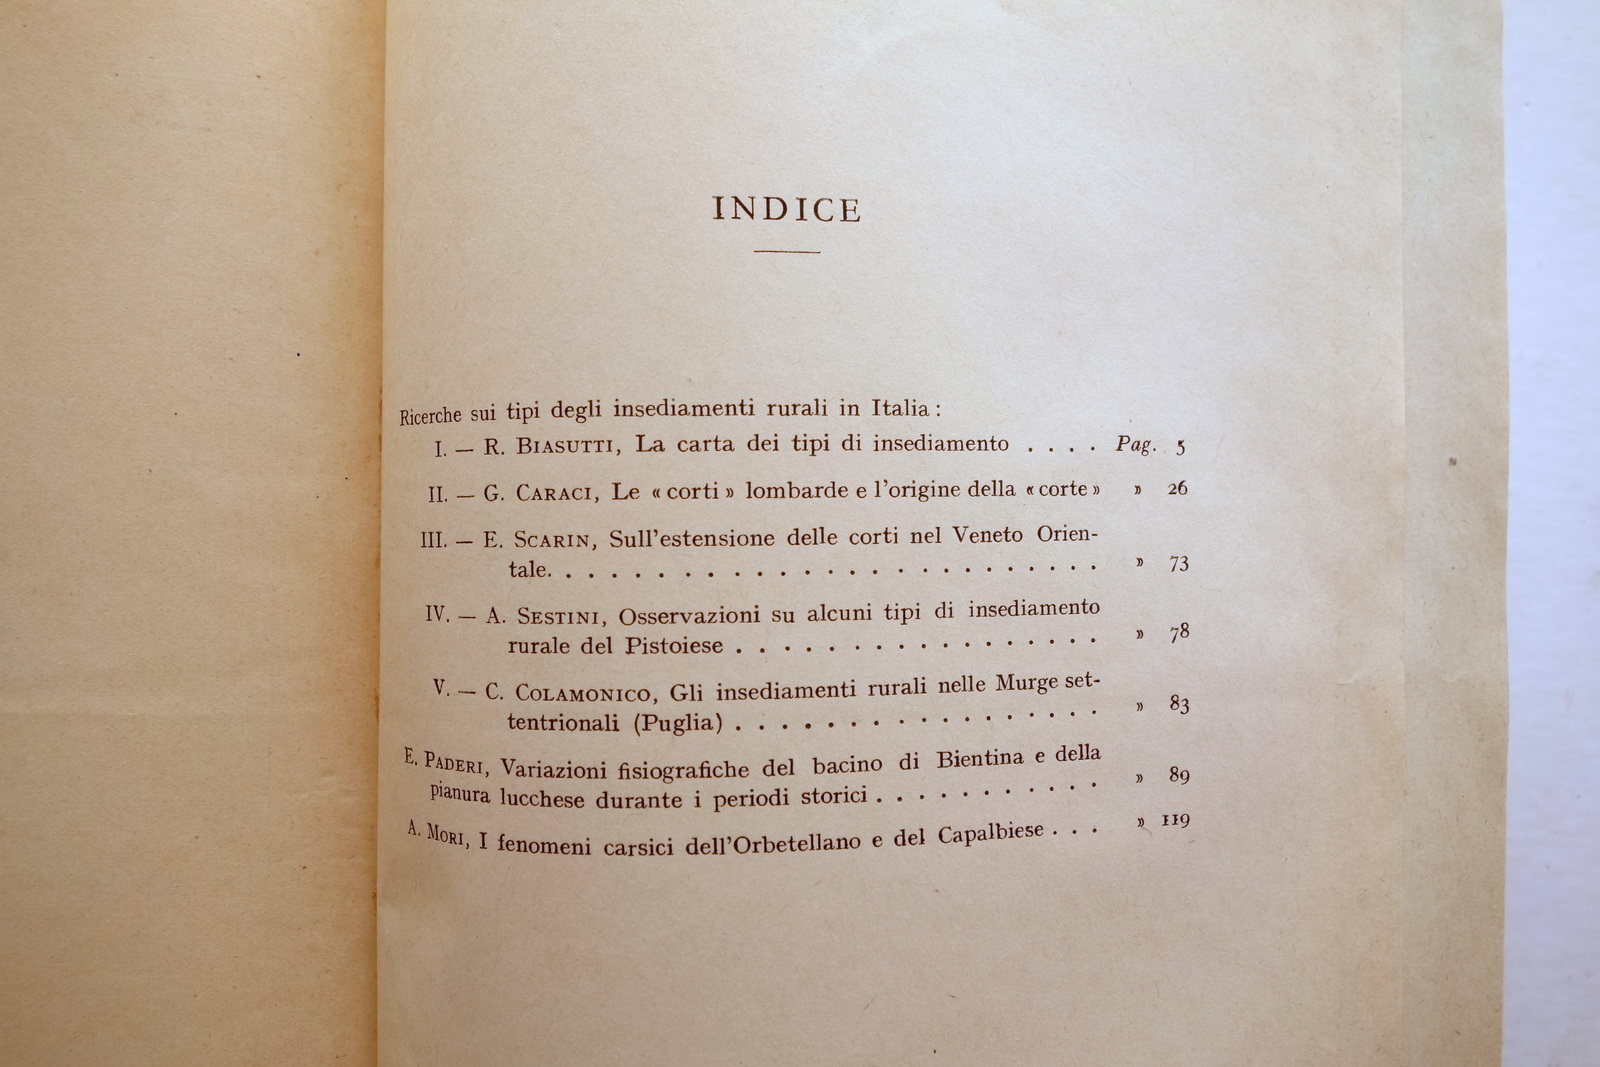 INDICE
Ricerche sui tipi degli insediamenti rurali in Italia :
I. — R. BIASUTTI, La carta dei tipi di insediamento . . . . Pag. 5
II. — G. CARACI, Le « corti » lombarde e l'origine della « corte » » 26
III. — E. SCARIN, Sull'estensione delle corti nel Veneto Orien-
tale. . . . . . . . . . . . . . . . . . . . . . . . » 73
IV. — A. SESTINI, Osservazioni su alcuni tipi di insediamento
rurale del Pistoiese . . . . . . . . . . . . . . . . » 78
V. — C. COLAMONICO, Gli insediamenti rurali nelle Murge set-
tentrionali (Puglia) . . . . . . . . . . . . . . . . » 83
E. PADERI, Variazioni fisiografiche del bacino di Bientina e della
pianura lucchese durante i periodi storici . . . . . . . . . . . » 89
A. MORI, I fenomeni carsici dell'Orbetellano e del Capalbiese . . . » 119